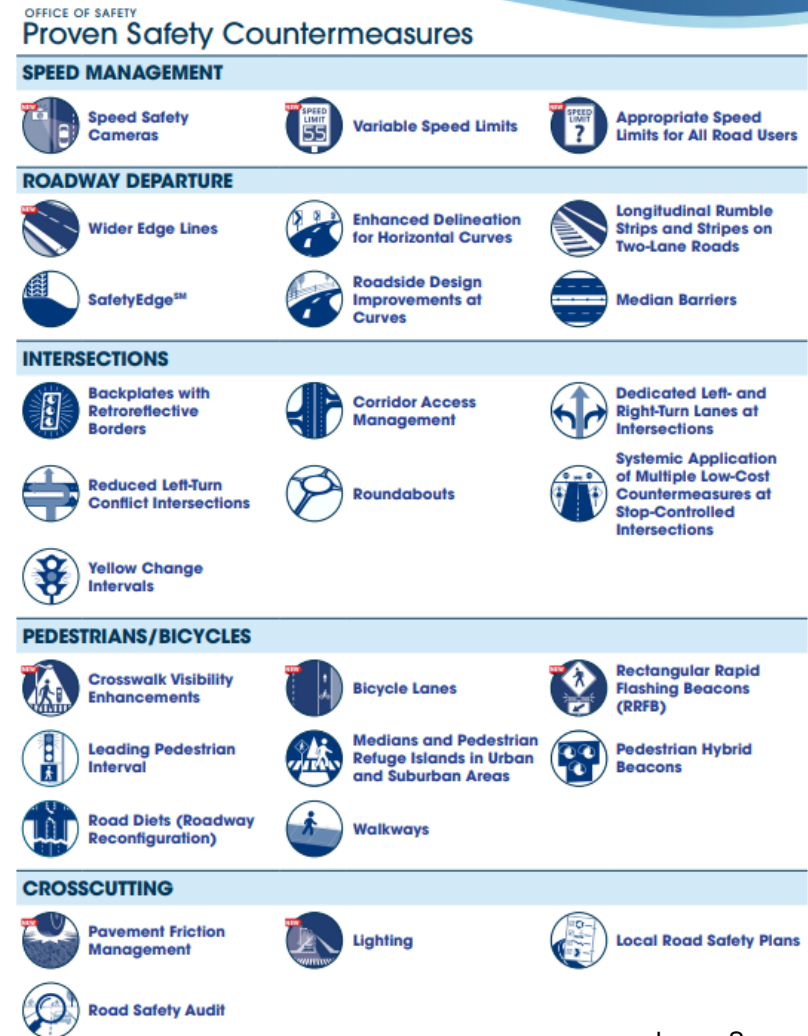 OFFICE OF SAFETY
Proven Safety Countermeasures
SPEED MANAGEMENT
NEW
Speed Safety
Cameras
NEW
SPEED
LIMIT
55
Variable Speed Limits
NEW
SPEED
LIMIT
?
Appropriate Speed
Limits for All Road Users
ROADWAY DEPARTURE
NEW
Wider Edge Lines
Enhanced Delineation
for Horizontal Curves
Longitudinal Rumble
Strips and Stripes on
Two-Lane Roads
SafetyEdge℠
Roadside Design
Improvements at
Curves
Median Barriers
INTERSECTIONS
Backplates with
Retroreflective
Borders
Corridor Access
Management
Dedicated Left- and
Right-Turn Lanes at
Intersections
Reduced Left-Turn
Conflict Intersections
Roundabouts
Systemic Application
of Multiple Low-Cost
Countermeasures at
Stop-Controlled
Intersections
Yellow Change
Intervals
PEDESTRIANS/BICYCLES
NEW
Crosswalk Visibility
Enhancements
NEW
Bicycle Lanes
NEW
Rectangular Rapid
Flashing Beacons
(RRFB)
Leading Pedestrian
Interval
Medians and Pedestrian
Refuge Islands in Urban
and Suburban Areas
Pedestrian Hybrid
Beacons
Road Diets (Roadway
Reconfiguration)
Walkways
CROSSCUTTING
NEW
Pavement Friction
Management
NEW
Lighting
Local Road Safety Plans
Road Safety Audit